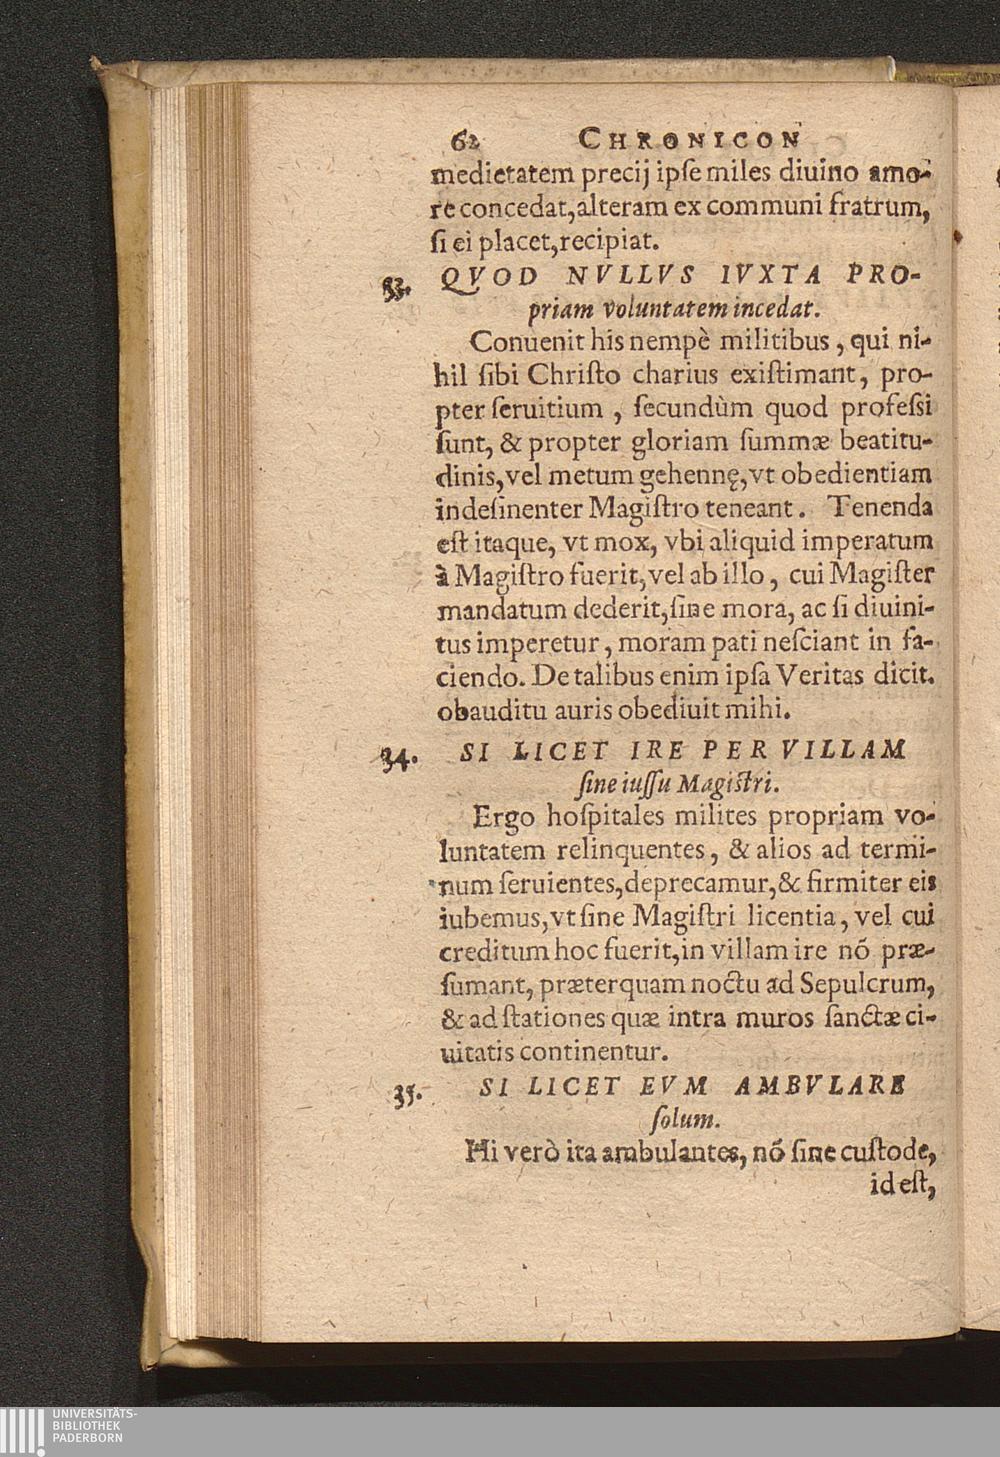 62 CHRONICON
medietatem precij ipſe miles diuino amo-
re concedat, alteram ex communi fratrum,
ſi ei placet, recipiat.
33. QVOD NVLLVS IVXTA PRO-
priam voluntatem incedat.
Conuenit his nempè militibus, qui ni-
hil ſibi Chriſto charius exiſtimant, pro-
pter ſeruitium, ſecundùm quod profeſsi
ſunt, & propter gloriam ſummæ beatitu-
dinis, vel metum gehennę, vt obedientiam
indeſinenter Magiſtro teneant. Tenenda
eſt itaque, vt mox, vbi aliquid imperatum
à Magiſtro fuerit, vel ab illo, cui Magiſter
mandatum dederit, ſine mora, ac ſi diuini-
tus imperetur, moram pati neſciant in fa-
ciendo. De talibus enim ipſa Veritas dicit.
obauditu auris obediuit mihi.
34. SI LICET IRE PER VILLAM
ſine iuſſu Magiſtri.
Ergo hoſpitales milites propriam vo-
luntatem relinquentes, & alios ad termi-
num ſeruientes, deprecamur, & firmiter eis
iubemus, vt ſine Magiſtri licentia, vel cui
creditum hoc fuerit, in villam ire nō præ-
ſumant, præterquam noctu ad Sepulcrum,
& ad ſtationes quæ intra muros ſanctæ ci-
uitatis continentur.
35. SI LICET EVM AMBVLARE
ſolum.
Hi verò ita ambulantes, nō ſine cuſtode,
id eſt,
UNIVERSITÄTS-
BIBLIOTHEK
PADERBORN